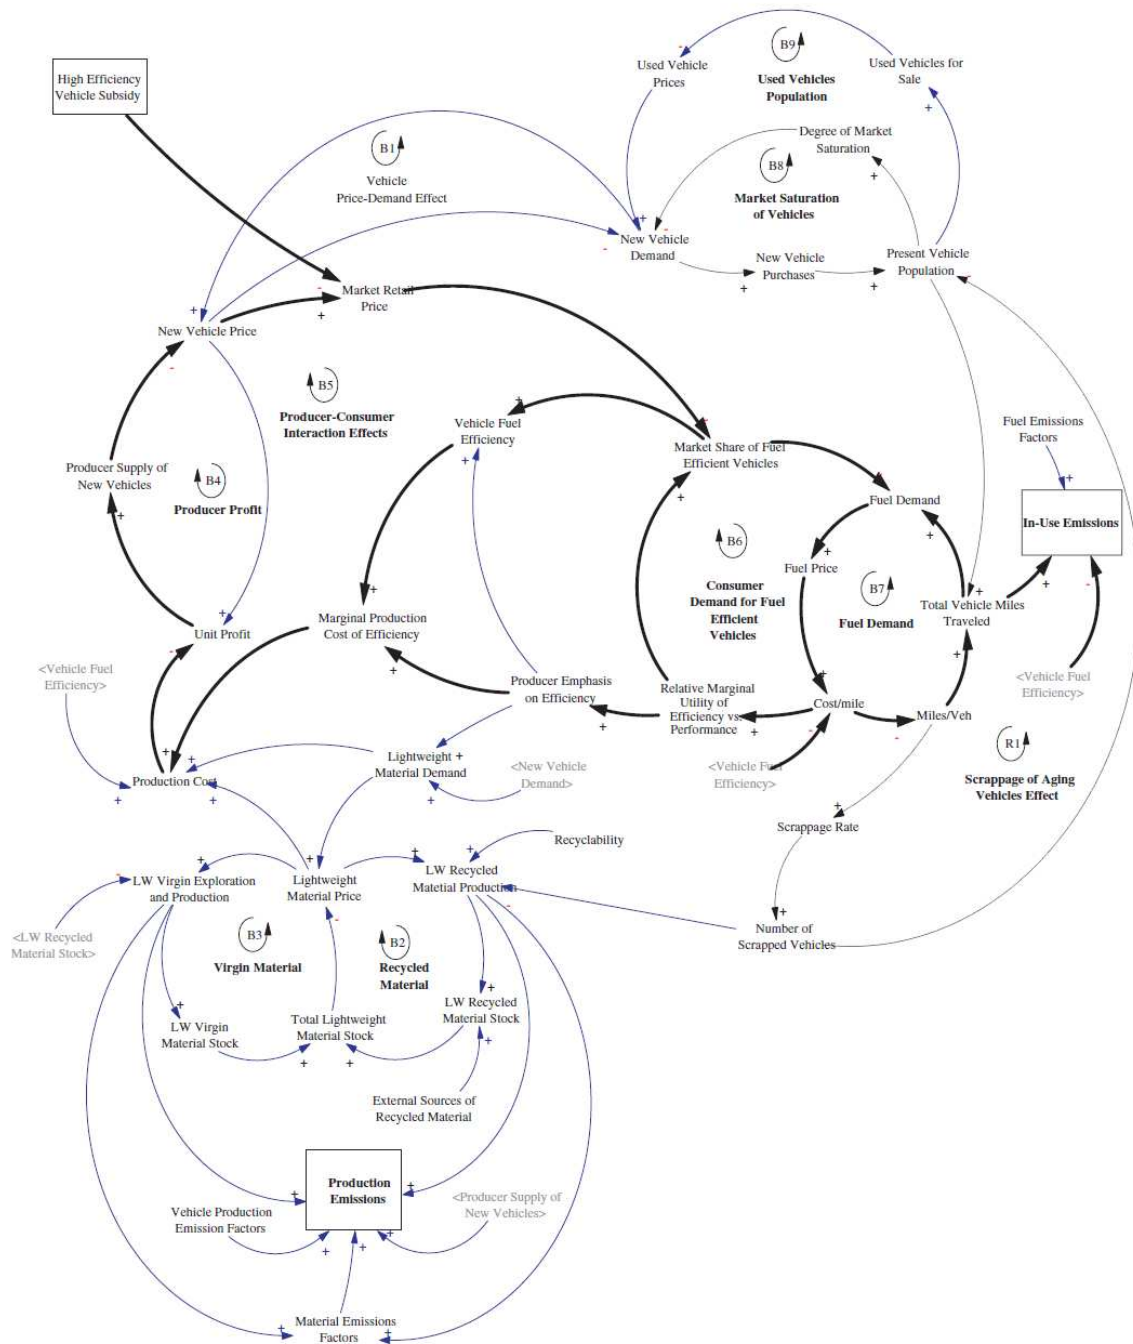 High Efficiency
Vehicle Subsidy
B9
Used Vehicle
Prices
Used Vehicles
Population
Used Vehicles for
Sale
B1
Vehicle
Price-Demand Effect
Degree of Market
Saturation
B8
Market Saturation
of Vehicles
New Vehicle
Demand
New Vehicle
Purchases
Present Vehicle
Population
Market Retail
Price
New Vehicle Price
B5
Producer-Consumer
Interaction Effects
Vehicle Fuel
Efficiency
Market Share of Fuel
Efficient Vehicles
Fuel Emissions
Factors
Producer Supply of
New Vehicles
B4
Producer Profit
Fuel Demand
In-Use Emissions
B6
Consumer
Demand for Fuel
Efficient
Vehicles
Fuel Price
B7
Fuel Demand
Total Vehicle Miles
Traveled
Unit Profit
Marginal Production
Cost of Efficiency
<Vehicle Fuel
Efficiency>
Producer Emphasis
on Efficiency
Relative Marginal
Utility of
Efficiency vs.
Performance
Cost/mile
Miles/Veh
<Vehicle Fuel
Efficiency>
R1
Scrappage of Aging
Vehicles Effect
Production Cost
Lightweight
Material Demand
<New Vehicle
Demand>
<Vehicle Fuel
Efficiency>
Scrappage Rate
Recyclability
LW Virgin Exploration
and Production
Lightweight
Material Price
LW Recycled
Matetial Production
<LW Recycled
Material Stock>
B3
Virgin Material
B2
Recycled
Material
Number of
Scrapped Vehicles
LW Virgin
Material Stock
Total Lightweight
Material Stock
LW Recycled
Material Stock
External Sources of
Recycled Material
Production
Emissions
<Producer Supply of
New Vehicles>
Vehicle Production
Emission Factors
Material Emissions
Factors